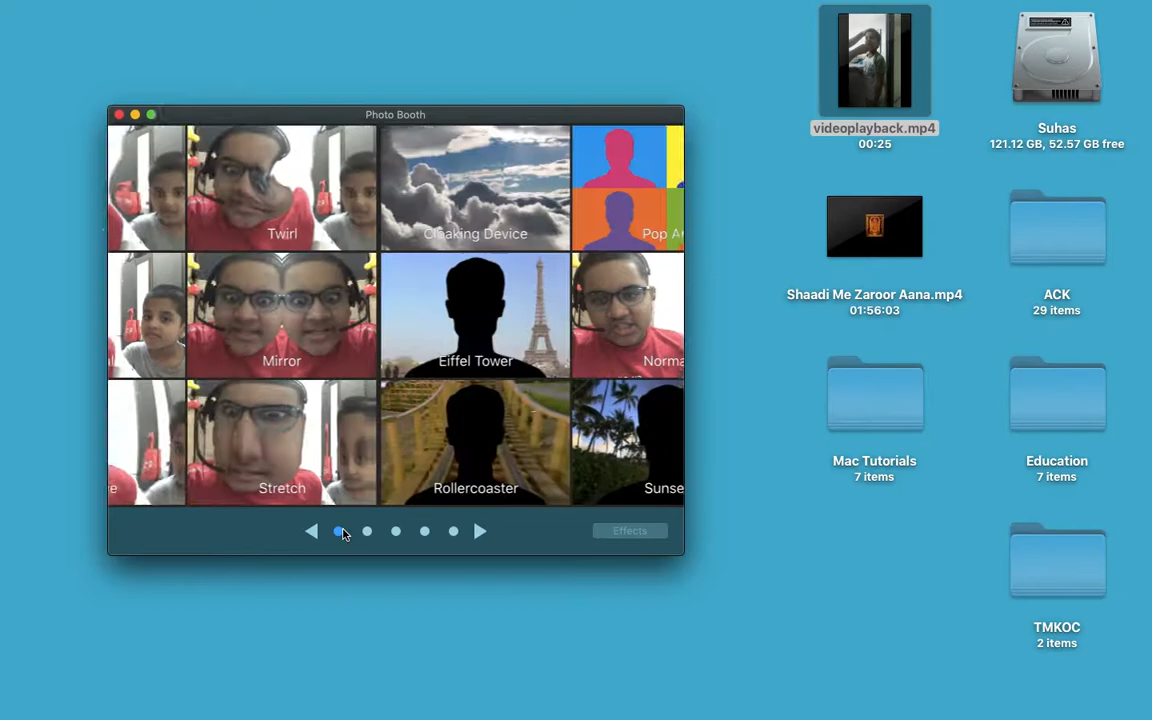 Photo Booth
Twirl
Cloaking Device
Pop A
Mirror
Eiffel Tower
Norma
e
Stretch
Rollercoaster
Sunse
Effects
videoplayback.mp4
00:25
Suhas
121.12 GB, 52.57 GB free
Shaadi Me Zaroor Aana.mp4
01:56:03
ACK
29 items
Mac Tutorials
7 items
Education
7 items
TMKOC
2 items